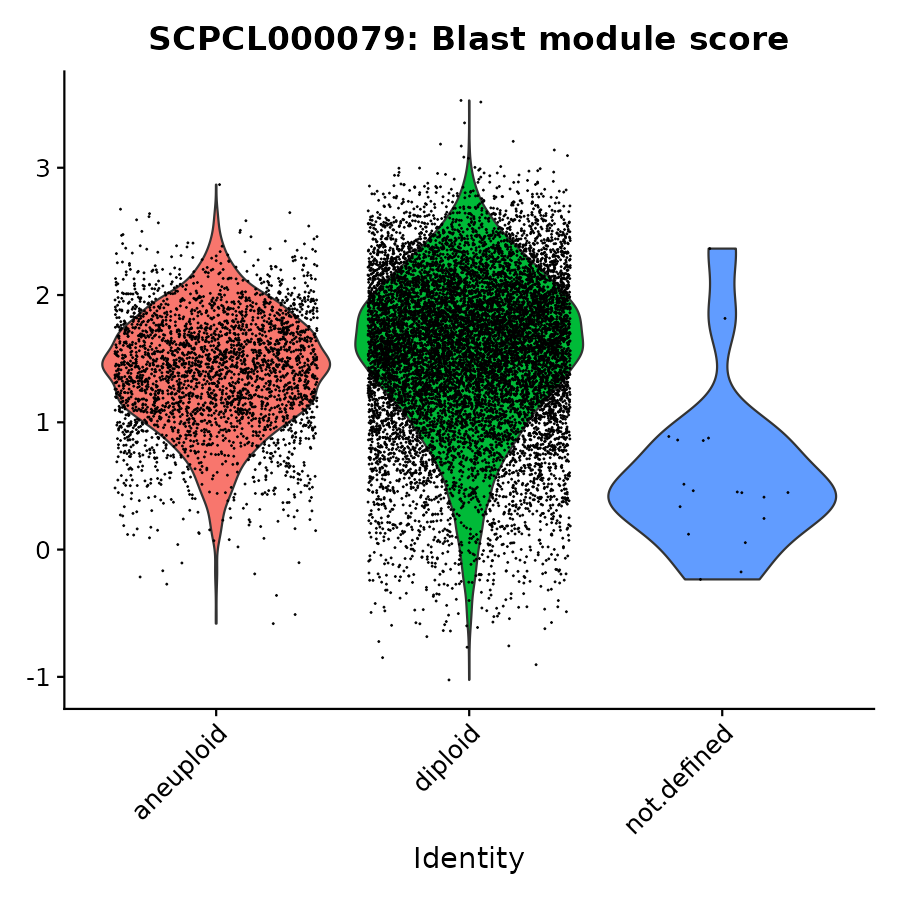 SCPCL000079: Blast module score
3
2
1
0
-1
aneuploid
diploid
not.defined
Identity